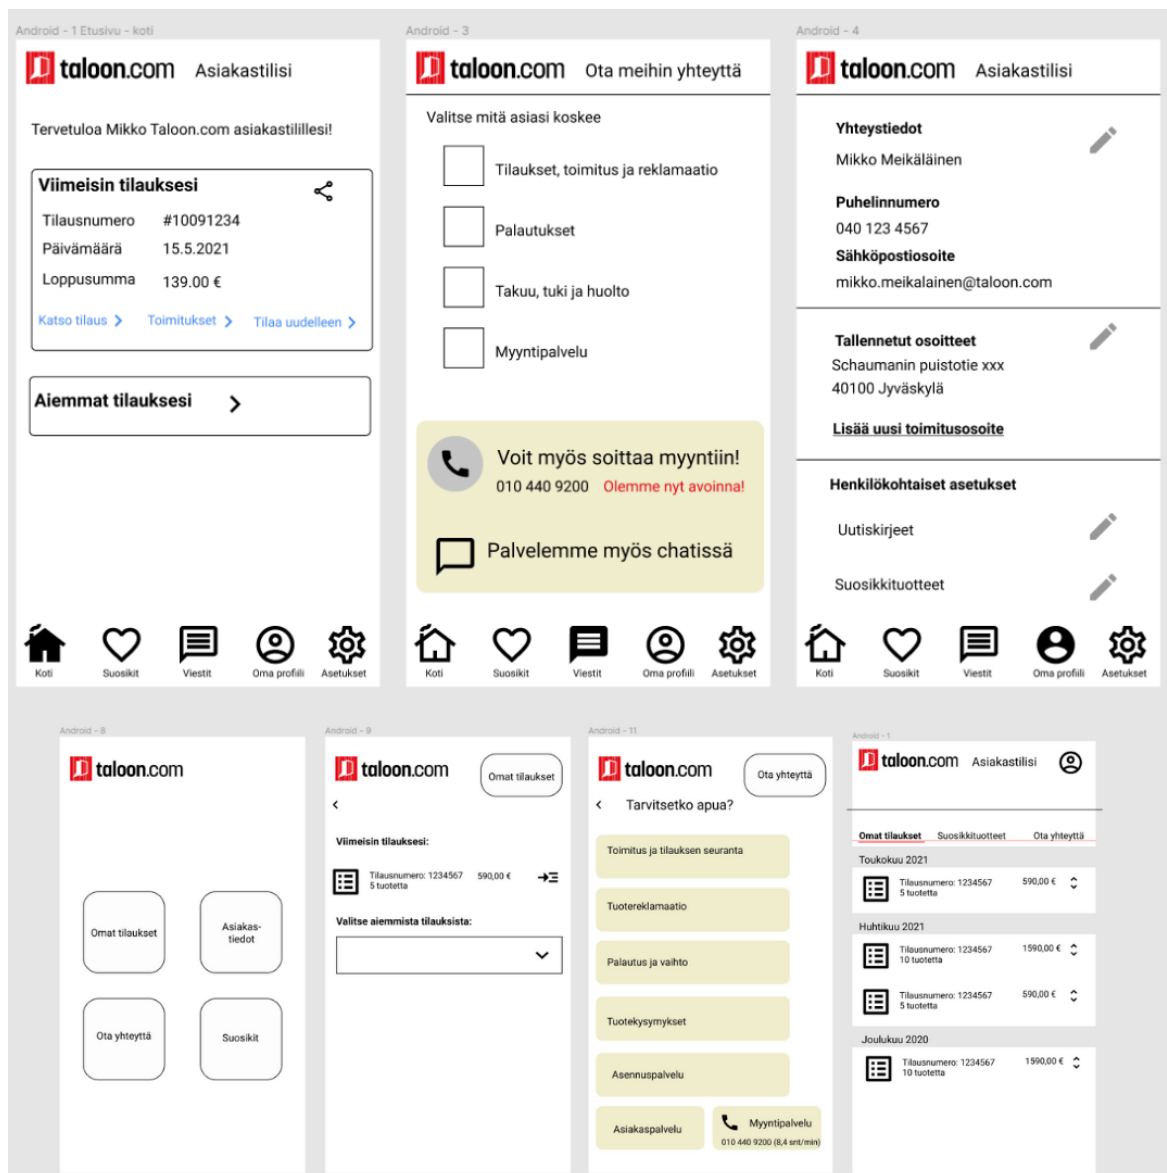 Android - 1 Etusivu - koti
taloon.com Asiakastilisi
Tervetuloa Mikko Taloon.com asiakastilillesi!
Viimeisin tilauksesi
Tilausnumero #10091234
Päivämäärä 15.5.2021
Loppusumma 139.00 €
Katso tilaus Toimitukset Tilaa uudelleen
Aiemmat tilauksesi
Koti Suosikit Viestit Oma profiili Asetukset
Android - 3
taloon.com Ota meihin yhteyttä
Valitse mitä asiasi koskee
Tilaukset, toimitus ja reklamaatio
Palautukset
Takuu, tuki ja huolto
Myyntipalvelu
Voit myös soittaa myyntiin!
010 440 9200 Olemme nyt avoinna!
Palvelemme myös chatissä
Koti Suosikit Viestit Oma profiili Asetukset
Android - 4
taloon.com Asiakastilisi
Yhteystiedot
Mikko Meikäläinen
Puhelinnumero
040 123 4567
Sähköpostiosoite
mikko.meikalainen@taloon.com
Tallennetut osoitteet
Schaumanin puistotie xxx
40100 Jyväskylä
Lisää uusi toimitusosoite
Henkilökohtaiset asetukset
Uutiskirjeet
Suosikkituotteet
Koti Suosikit Viestit Oma profiili Asetukset
Android - 8
taloon.com
Omat tilaukset
Asiakas-
tiedot
Ota yhteyttä
Suosikit
Android - 9
taloon.com
Omat tilaukset
<
Viimeisin tilauksesi:
Tilausnumero: 1234567 590,00 €
5 tuotetta
Valitse aiemmista tilauksista:
Android - 11
taloon.com
Ota yhteyttä
< Tarvitsetko apua?
Toimitus ja tilauksen seuranta
Tuotereklamaatio
Palautus ja vaihto
Tuotekysymykset
Asennuspalvelu
Asiakaspalvelu
Myyntipalvelu
010 440 9200 (8,4 snt/min)
Android - 1
taloon.com Asiakastilisi
Omat tilaukset Suosikkituotteet Ota yhteyttä
Toukokuu 2021
Tilausnumero: 1234567 590,00 €
5 tuotetta
Huhtikuu 2021
Tilausnumero: 1234567 1590,00 €
10 tuotetta
Tilausnumero: 1234567 590,00 €
5 tuotetta
Joulukuu 2020
Tilausnumero: 1234567 1590,00 €
10 tuotetta